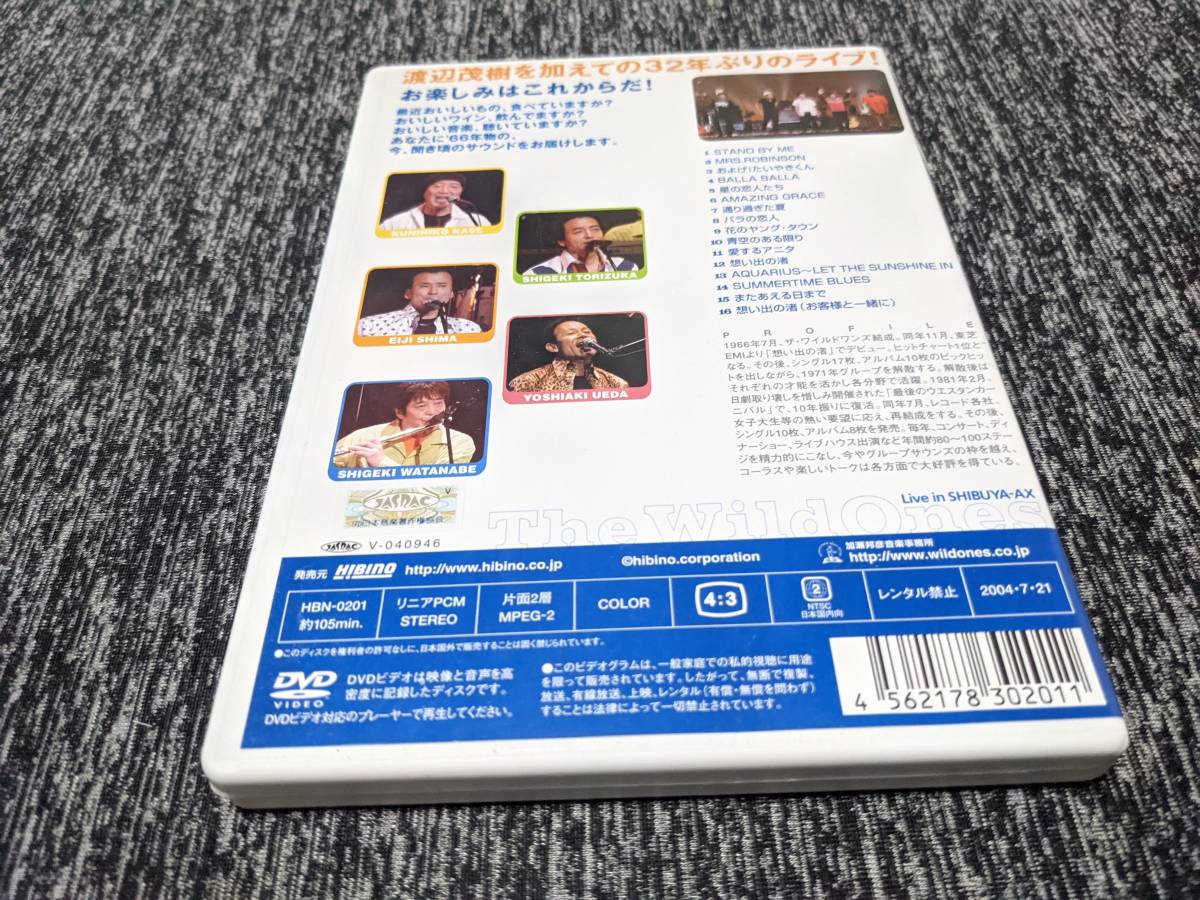 渡辺茂樹を加えての32年ぶりのライブ!
お楽しみはこれからだ!
最近おいしいもの、食べていますか?
おいしいワイン、飲んでますか?
おいしい音楽、聴いていますか?
あなたに'66年物の、
今、聞き頃のサウンドをお届けします。
KUNIHIKO KASE
SHIGEKI TORIZUKA
EIJI SHIMA
YOSHIAKI UEDA
SHIGEKI WATANABE
1 STAND BY ME
2 MRS.ROBINSON
3 およげ!たいやきくん
4 BALLA BALLA
5 星の恋人たち
6 AMAZING GRACE
7 通り過ぎた夏
8 バラの恋人
9 花のヤング・タウン
10 青空のある限り
11 愛するアニタ
12 想い出の渚
13 AQUARIUS〜LET THE SUNSHINE IN
14 SUMMERTIME BLUES
15 またあえる日まで
16 想い出の渚(お客様と一緒に)
PROFILE
1966年7月、ザ・ワイルドワンズ結成。同年11月、東芝
EMIより「想い出の渚」でデビュー。ヒットチャート1位と
なる。その後、シングル17枚、アルバム10枚のビックヒッ
トを出しながら、1971年グループを解散する。解散後は
それぞれの才能を活かし各分野で活躍。1981年2月、
日劇取り壊しを惜しみ開催された「最後のウエスタンカー
ニバル」で、10年振りに復活。同年7月、レコード各社、
女子大生等の熱い要望に応え、再結成をする。その後、
シングル10枚、アルバム8枚を発売。毎年、コンサート、ディ
ナーショー、ライブハウス出演など年間約80〜100ステー
ジを精力的にこなし、今やグループサウンズの枠を越え、
コーラスや楽しいトークは各方面で大好評を得ている。
Live in SHIBUYA-AX
The Wild Ones
V
JASRAC
JASRAC V-040946
発売元 HIBINO http://www.hibino.co.jp
©hibino.corporation
加瀬邦彦音楽事務所
http://www.wildones.co.jp
HBN-0201
約105min.
リニアPCM
STEREO
片面2層
MPEG-2
COLOR
4:3
2
NTSC
日本国内向
レンタル禁止
2004・7・21
●このディスクを権利者の許可なしに、日本国外で販売することは固く禁じられています。
DVD
VIDEO
DVDビデオは映像と音声を高
密度に記録したディスクです。
DVDビデオ対応のプレーヤーで再生してください。
●このビデオグラムは、一般家庭での私的視聴に用途
を限って販売されています。したがって、無断で複製、
放送、有線放送、上映、レンタル(有償・無償を問わず)
することは法律によって一切禁止されています。
4 562178 302011